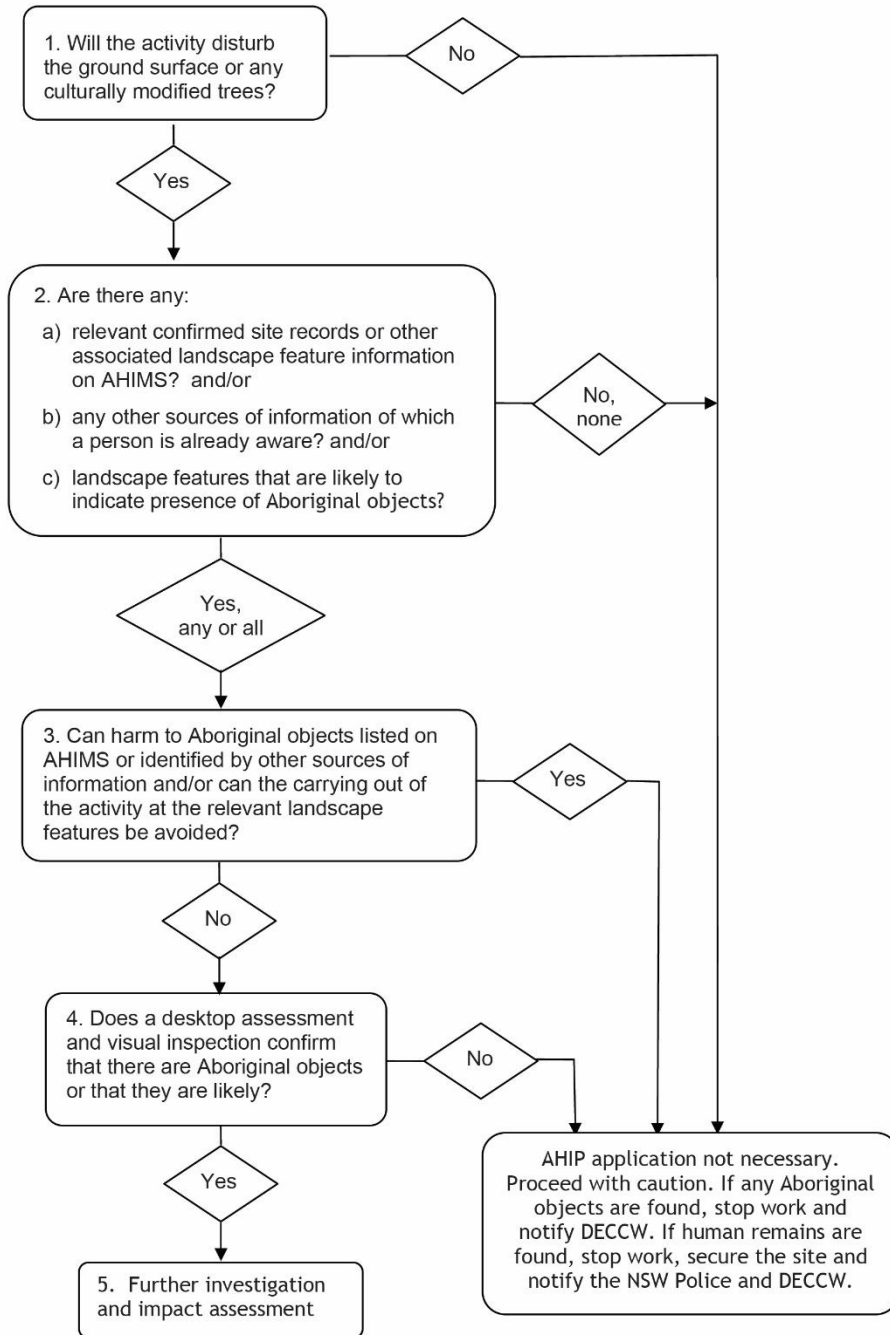 1. Will the activity disturb
the ground surface or any
culturally modified trees?
No
Yes
2. Are there any:
a) relevant confirmed site records or other
associated landscape feature information
on AHIMS? and/or
b) any other sources of information of which
a person is already aware? and/or
c) landscape features that are likely to
indicate presence of Aboriginal objects?
No,
none
Yes,
any or all
3. Can harm to Aboriginal objects listed on
AHIMS or identified by other sources of
information and/or can the carrying out of
the activity at the relevant landscape
features be avoided?
Yes
No
4. Does a desktop assessment
and visual inspection confirm
that there are Aboriginal objects
or that they are likely?
No
Yes
AHIP application not necessary.
Proceed with caution. If any Aboriginal
objects are found, stop work and
notify DECCW. If human remains are
found, stop work, secure the site and
notify the NSW Police and DECCW.
5. Further investigation
and impact assessment